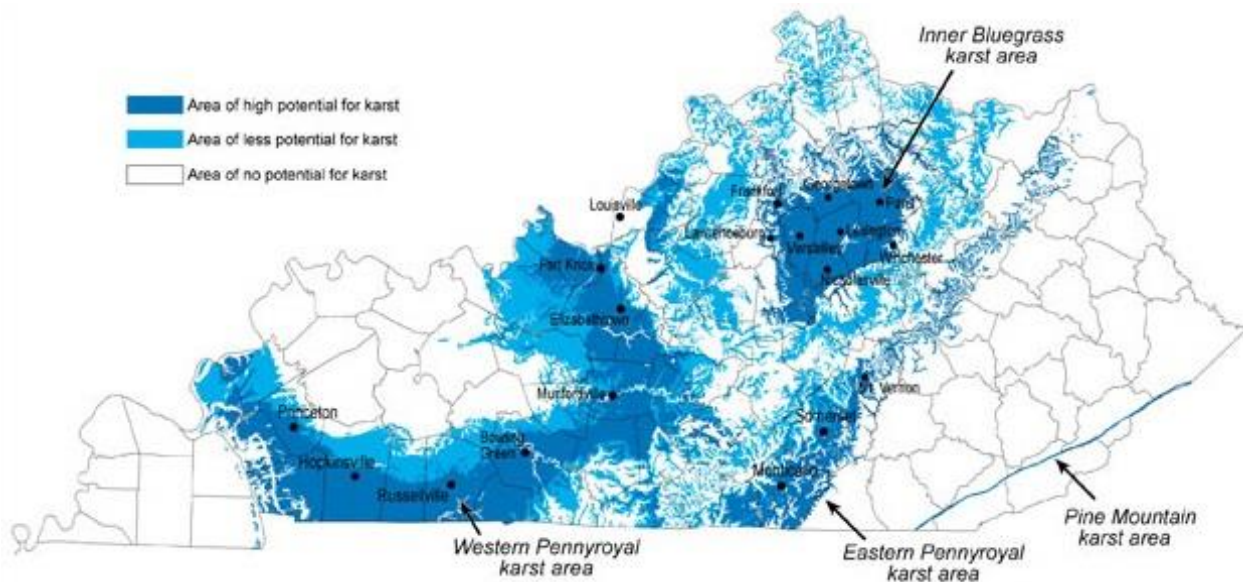 Inner Bluegrass
karst area
Area of high potential for karst
Area of less potential for karst
Area of no potential for karst
Louisville
Frankfort
Georgetown
Paris
Lawrenceburg
Versailles
Lexington
Winchester
Nicholasville
Fort Knox
Elizabethtown
Munfordville
Mt. Vernon
Somerset
Princeton
Bowling
Green
Hopkinsville
Russellville
Monticello
Western Pennyroyal
karst area
Eastern Pennyroyal
karst area
Pine Mountain
karst area